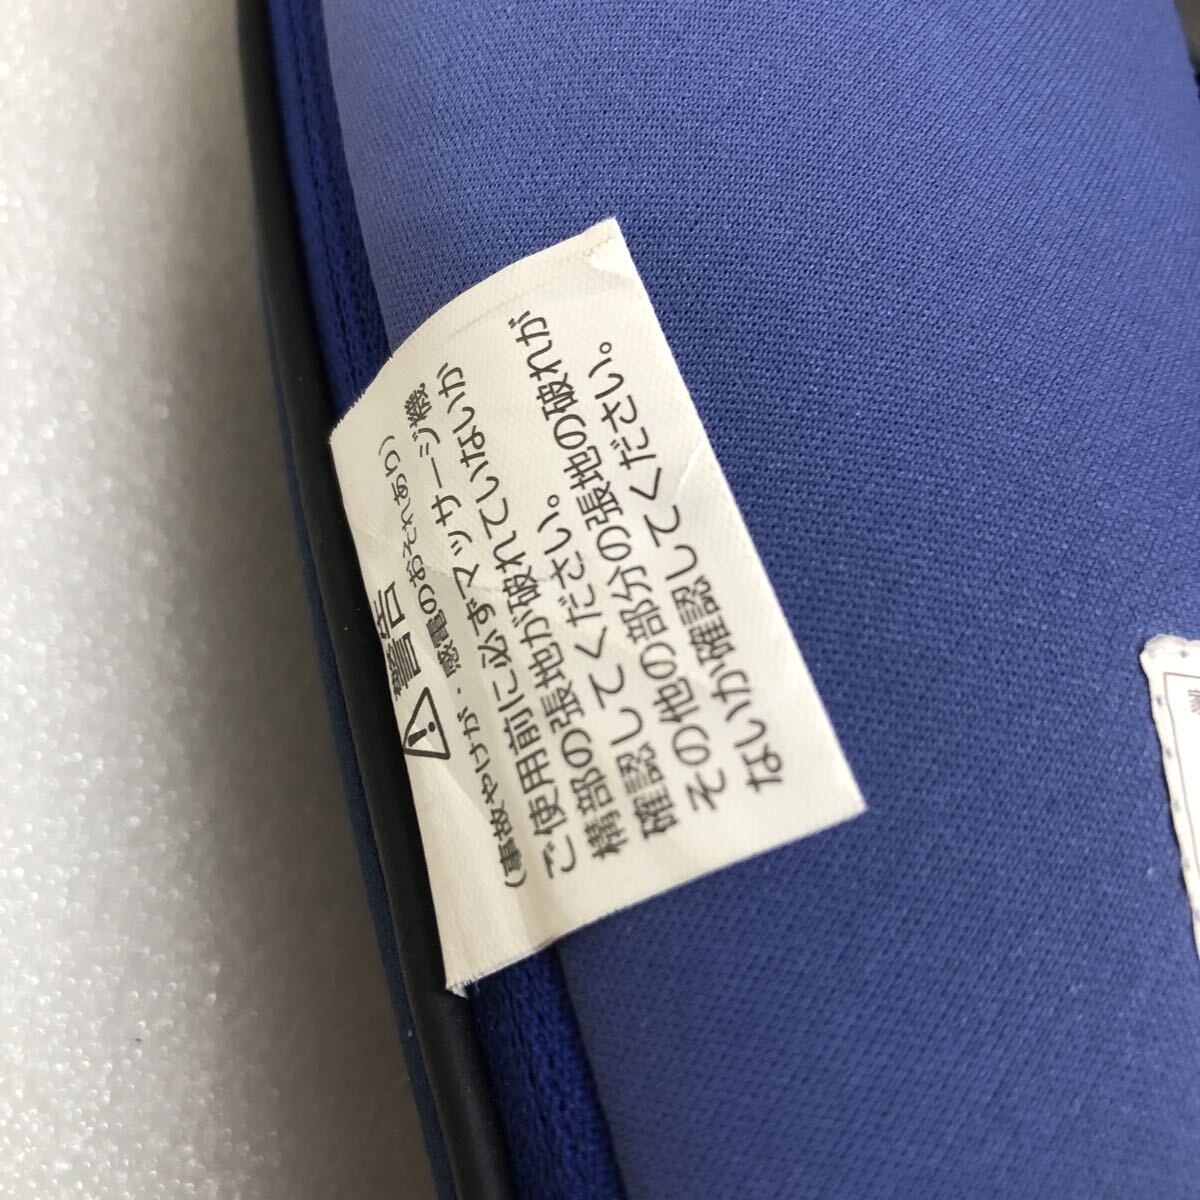 ⚠警告
(事故やけが・感電のおそれあり)
ご使用前に必ずマッサージ機
構部の張地が破れていないか
確認してください。
その他の部分の張地の破れが
ないか確認してください。